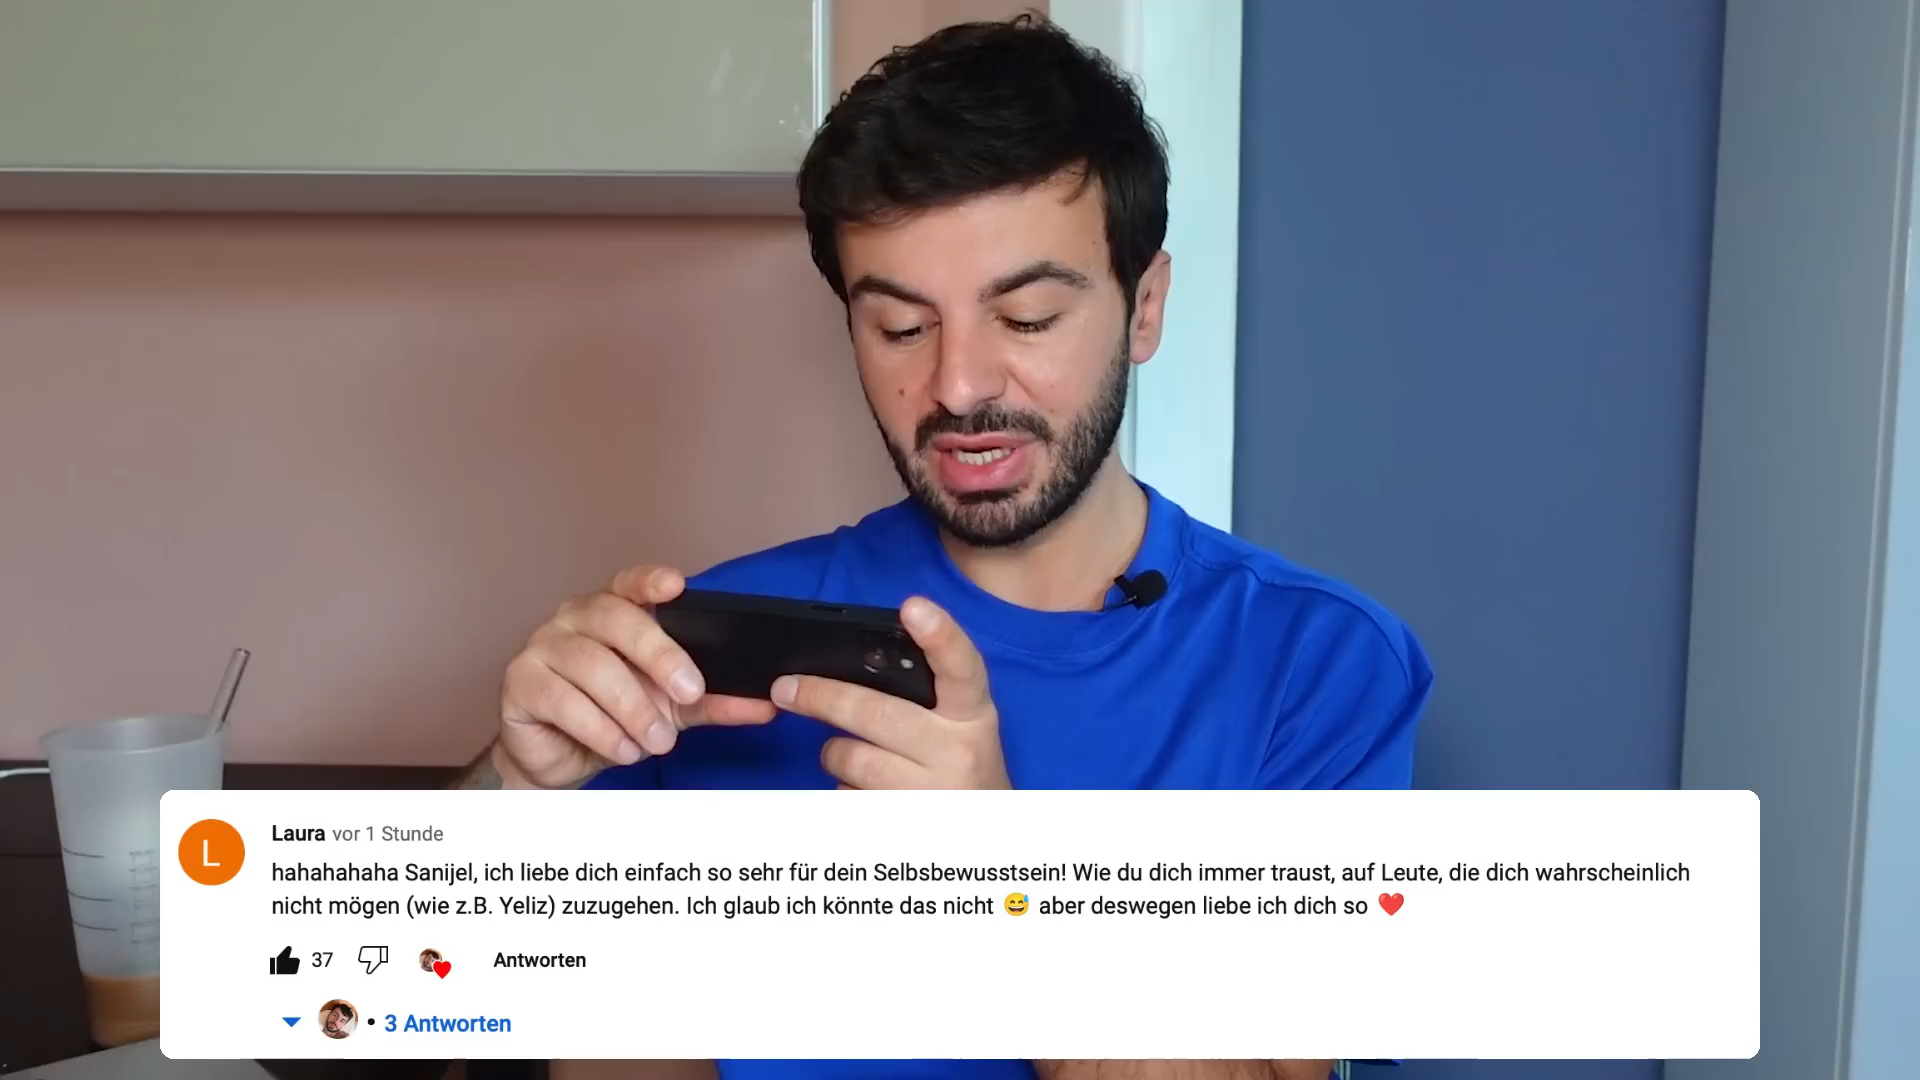 L
Laura vor 1 Stunde
hahahahaha Sanijel, ich liebe dich einfach so sehr für dein Selbsbewusstsein! Wie du dich immer traust, auf Leute, die dich wahrscheinlich
nicht mögen (wie z.B. Yeliz) zuzugehen. Ich glaub ich könnte das nicht 😅 aber deswegen liebe ich dich so ❤️
37 Antworten
• 3 Antworten